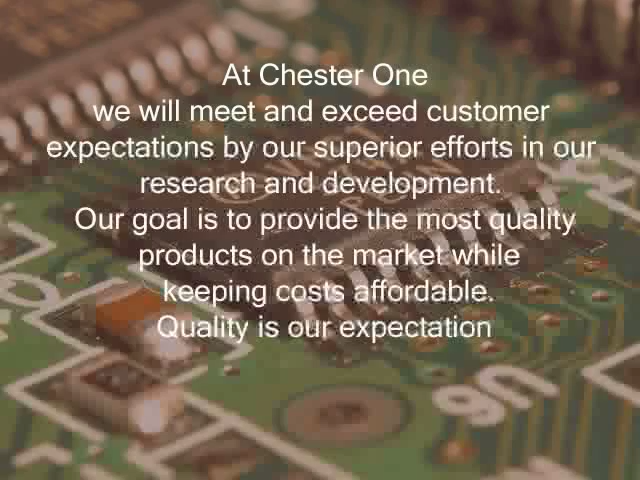 At Chester One
we will meet and exceed customer
expectations by our superior efforts in our
research and development.
Our goal is to provide the most quality
products on the market while
keeping costs affordable.
Quality is our expectation
U6